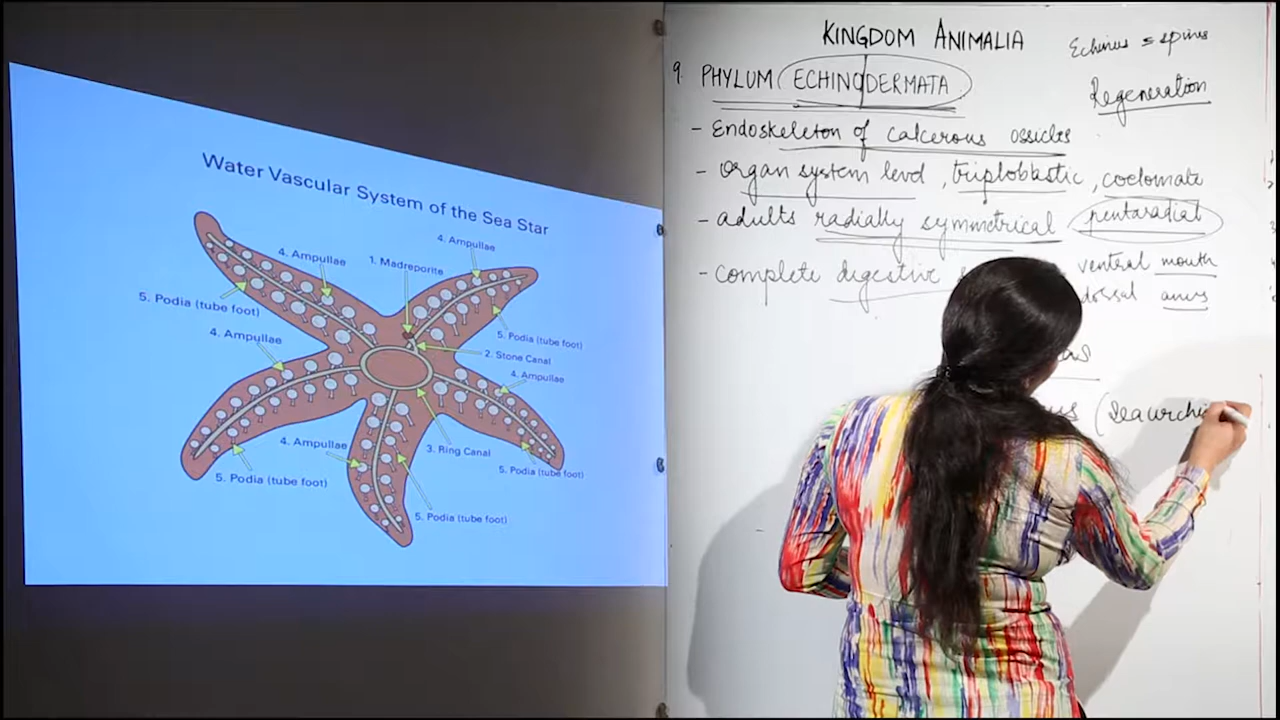 Water Vascular System of the Sea Star
4. Ampullae
4. Ampullae
1. Madreporite
5. Podia (tube foot)
4. Ampullae
5. Podia (tube foot)
2. Stone Canal
4. Ampullae
4. Ampullae
3. Ring Canal
5. Podia (tube foot)
5. Podia (tube foot)
5. Podia (tube foot)
KINGDOM ANIMALIA
Echinus = spines
9. PHYLUM ECHINODERMATA
Regeneration
- Endoskeleton of calcerous ossicles
- organ system level, triploblastic, coelomate
- adults radially symmetrical pentaradial
- complete digestive ventral mouth
dorsal anus
(Sea urchi